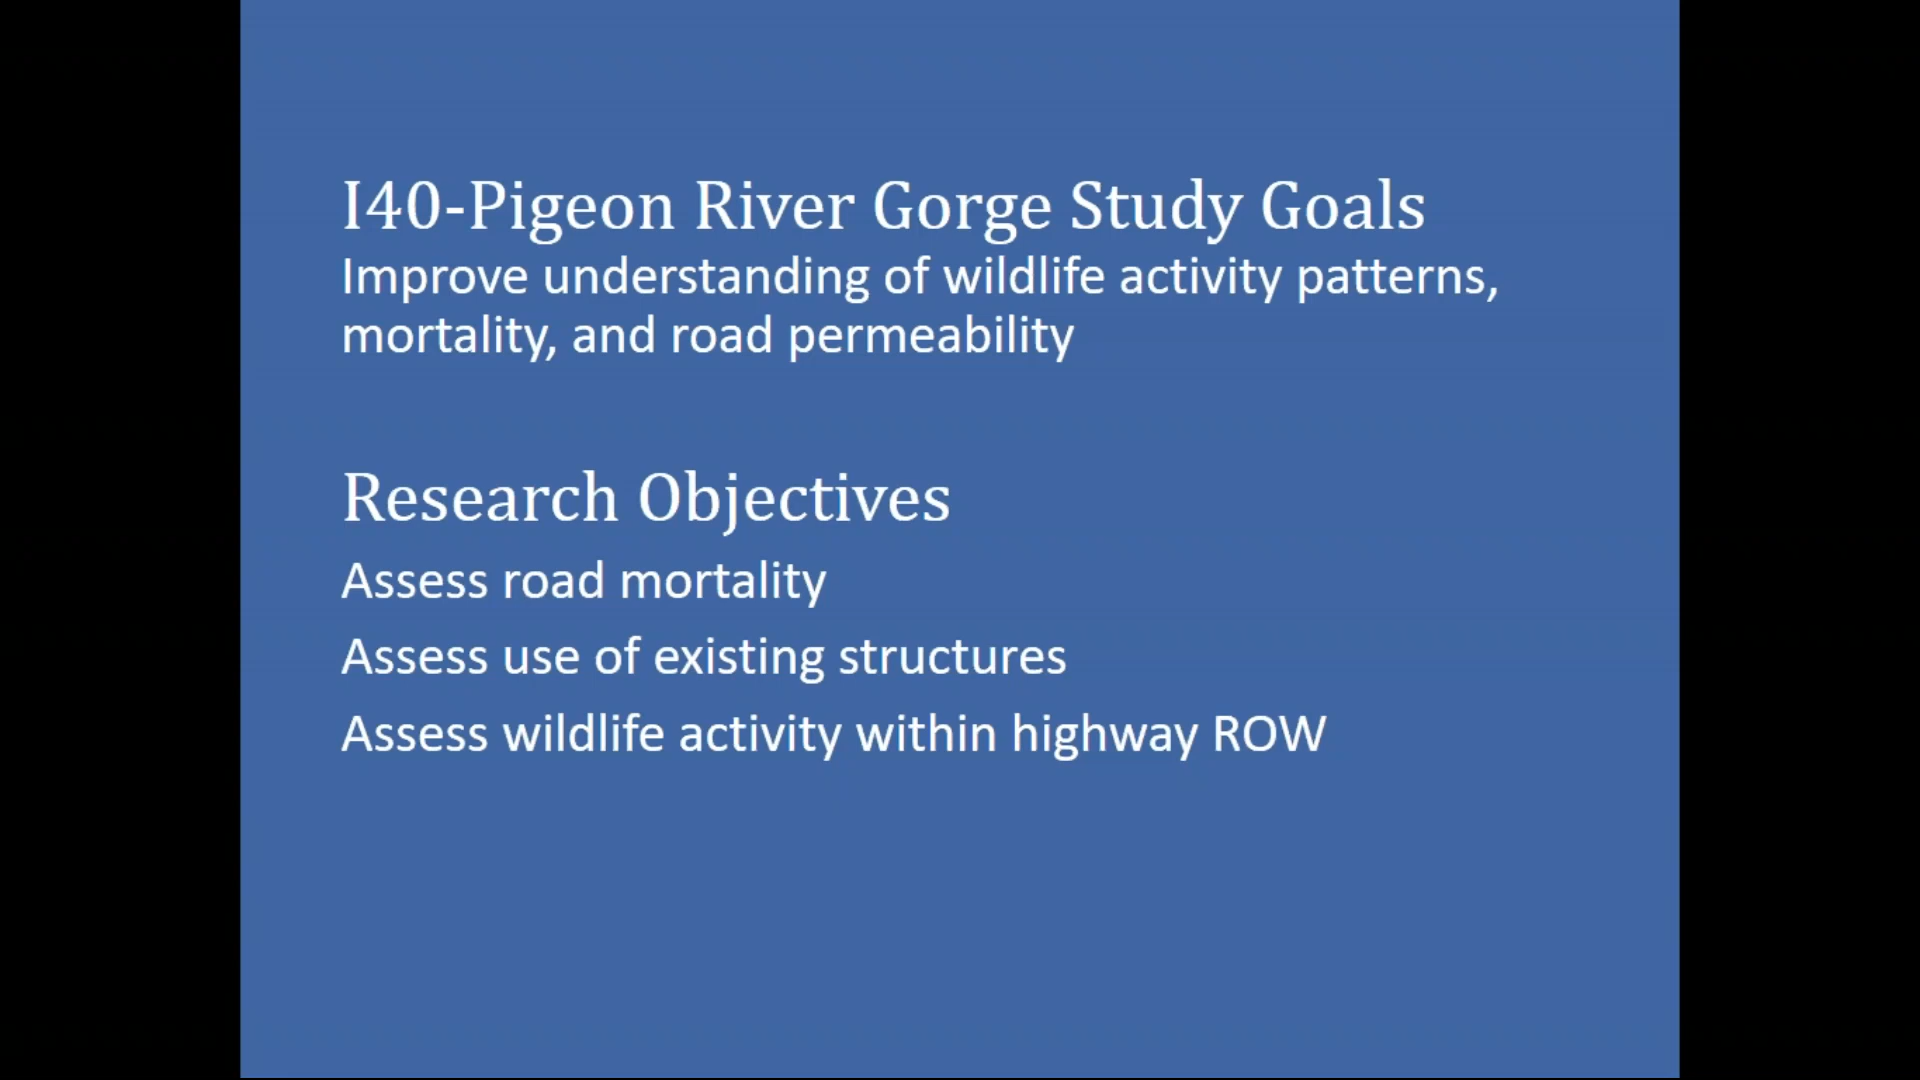 I40-Pigeon River Gorge Study Goals
Improve understanding of wildlife activity patterns,
mortality, and road permeability
Research Objectives
Assess road mortality
Assess use of existing structures
Assess wildlife activity within highway ROW